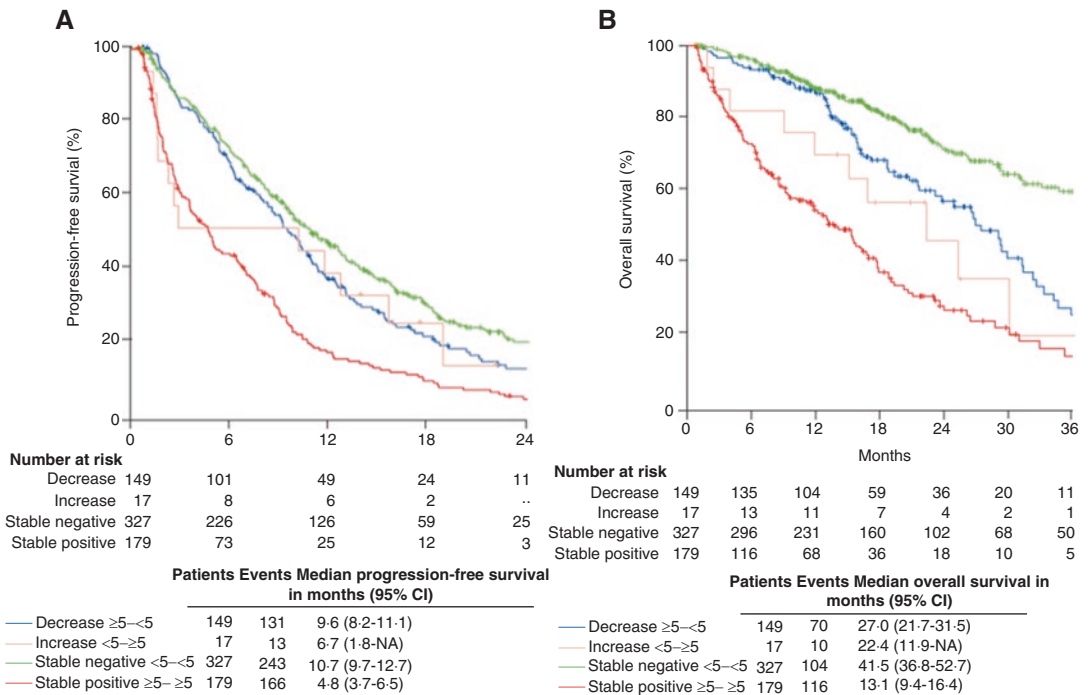 A
Progression-free survial (%)
100
80
60
40
20
0
0 6 12 18 24
Number at risk
Decrease 149 101 49 24 11
Increase 17 8 6 2 ..
Stable negative 327 226 126 59 25
Stable positive 179 73 25 12 3
Patients Events Median progression-free survival
in months (95% CI)
Decrease ≥5–<5 149 131 9·6 (8·2-11·1)
Increase <5–≥5 17 13 6·7 (1·8-NA)
Stable negative <5–<5 327 243 10·7 (9·7-12·7)
Stable positive ≥5– ≥5 179 166 4·8 (3·7-6·5)
B
Overall survival (%)
100
80
60
40
20
0
0 6 12 18 24 30 36
Months
Number at risk
Decrease 149 135 104 59 36 20 11
Increase 17 13 11 7 4 2 1
Stable negative 327 296 231 160 102 68 50
Stable positive 179 116 68 36 18 10 5
Patients Events Median overall survival in
months (95% CI)
Decrease ≥5–<5 149 70 27·0 (21·7-31·5)
Increase <5–≥5 17 10 22·4 (11·9-NA)
Stable negative <5–<5 327 104 41·5 (36·8-52·7)
Stable positive ≥5– ≥5 179 116 13·1 (9·4-16·4)